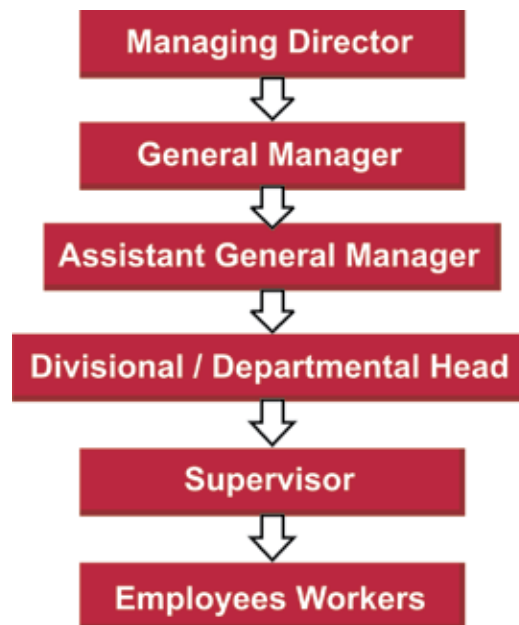 Managing Director
General Manager
Assistant General Manager
Divisional / Departmental Head
Supervisor
Employees Workers